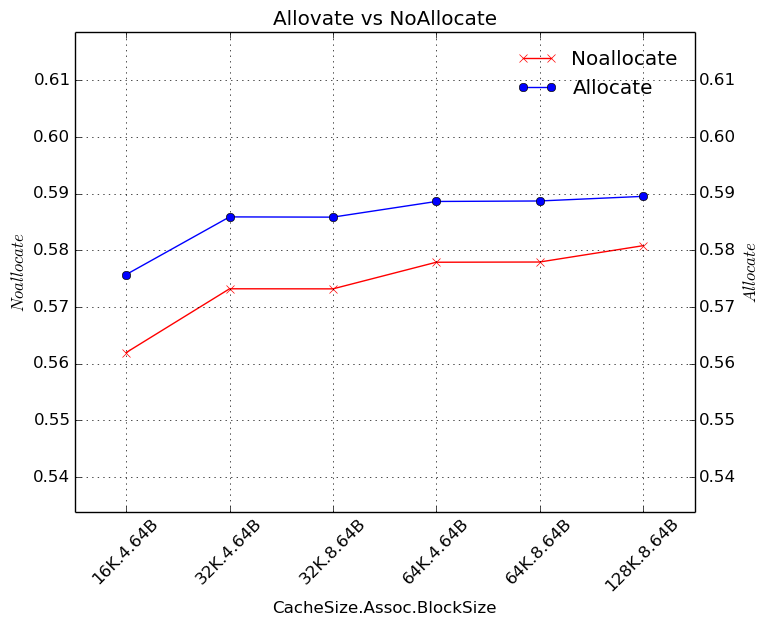 Allovate vs NoAllocate
Noallocate
Allocate
0.61
0.60
0.59
0.58
0.57
0.56
0.55
0.54
Noallocate
0.61
0.60
0.59
0.58
0.57
0.56
0.55
0.54
Allocate
16K.4.64B
32K.4.64B
32K.8.64B
64K.4.64B
64K.8.64B
128K.8.64B
CacheSize.Assoc.BlockSize